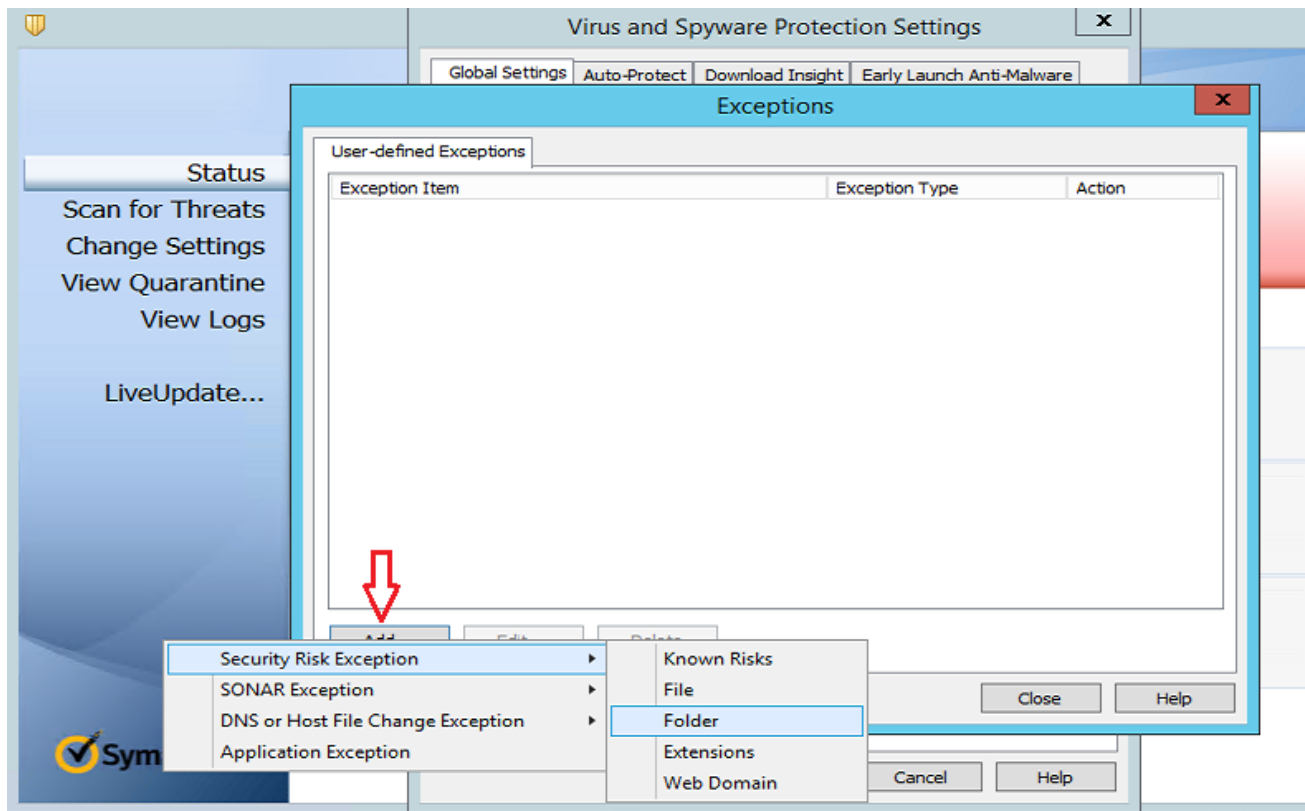 Virus and Spyware Protection Settings
x
Global Settings
Auto-Protect
Download Insight
Early Launch Anti-Malware
Exceptions
x
User-defined Exceptions
Exception Item
Exception Type
Action
Status
Scan for Threats
Change Settings
View Quarantine
View Logs
LiveUpdate...
Security Risk Exception
SONAR Exception
DNS or Host File Change Exception
Application Exception
Known Risks
File
Folder
Extensions
Web Domain
Close
Help
Sym
Cancel
Help